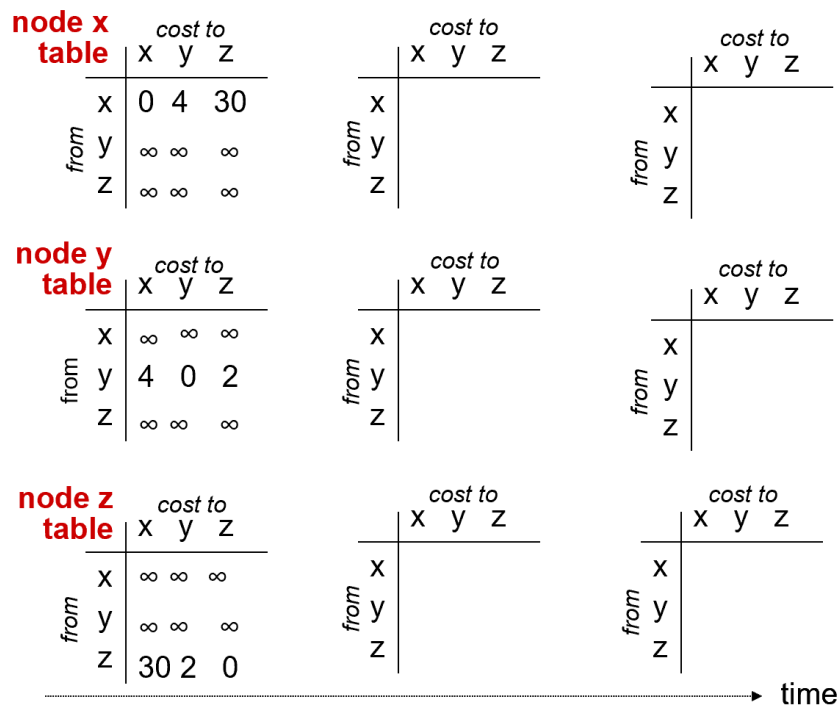 node x table
cost to
x y z
from
x 0 4 30
y ∞ ∞ ∞
z ∞ ∞ ∞
cost to
x y z
from
x
y
z
cost to
x y z
from
x
y
z
node y table
cost to
x y z
from
x ∞ ∞ ∞
y 4 0 2
z ∞ ∞ ∞
cost to
x y z
from
x
y
z
cost to
x y z
from
x
y
z
node z table
cost to
x y z
from
x ∞ ∞ ∞
y ∞ ∞ ∞
z 30 2 0
cost to
x y z
from
x
y
z
cost to
x y z
from
x
y
z
time